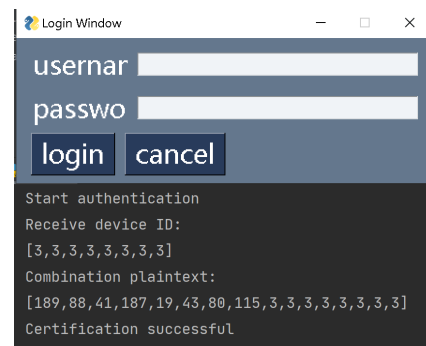 Login Window
usernar
passwo
login cancel
Start authentication
Receive device ID:
[3,3,3,3,3,3,3,3]
Combination plaintext:
[189,88,41,187,19,43,80,115,3,3,3,3,3,3,3,3]
Certification successful